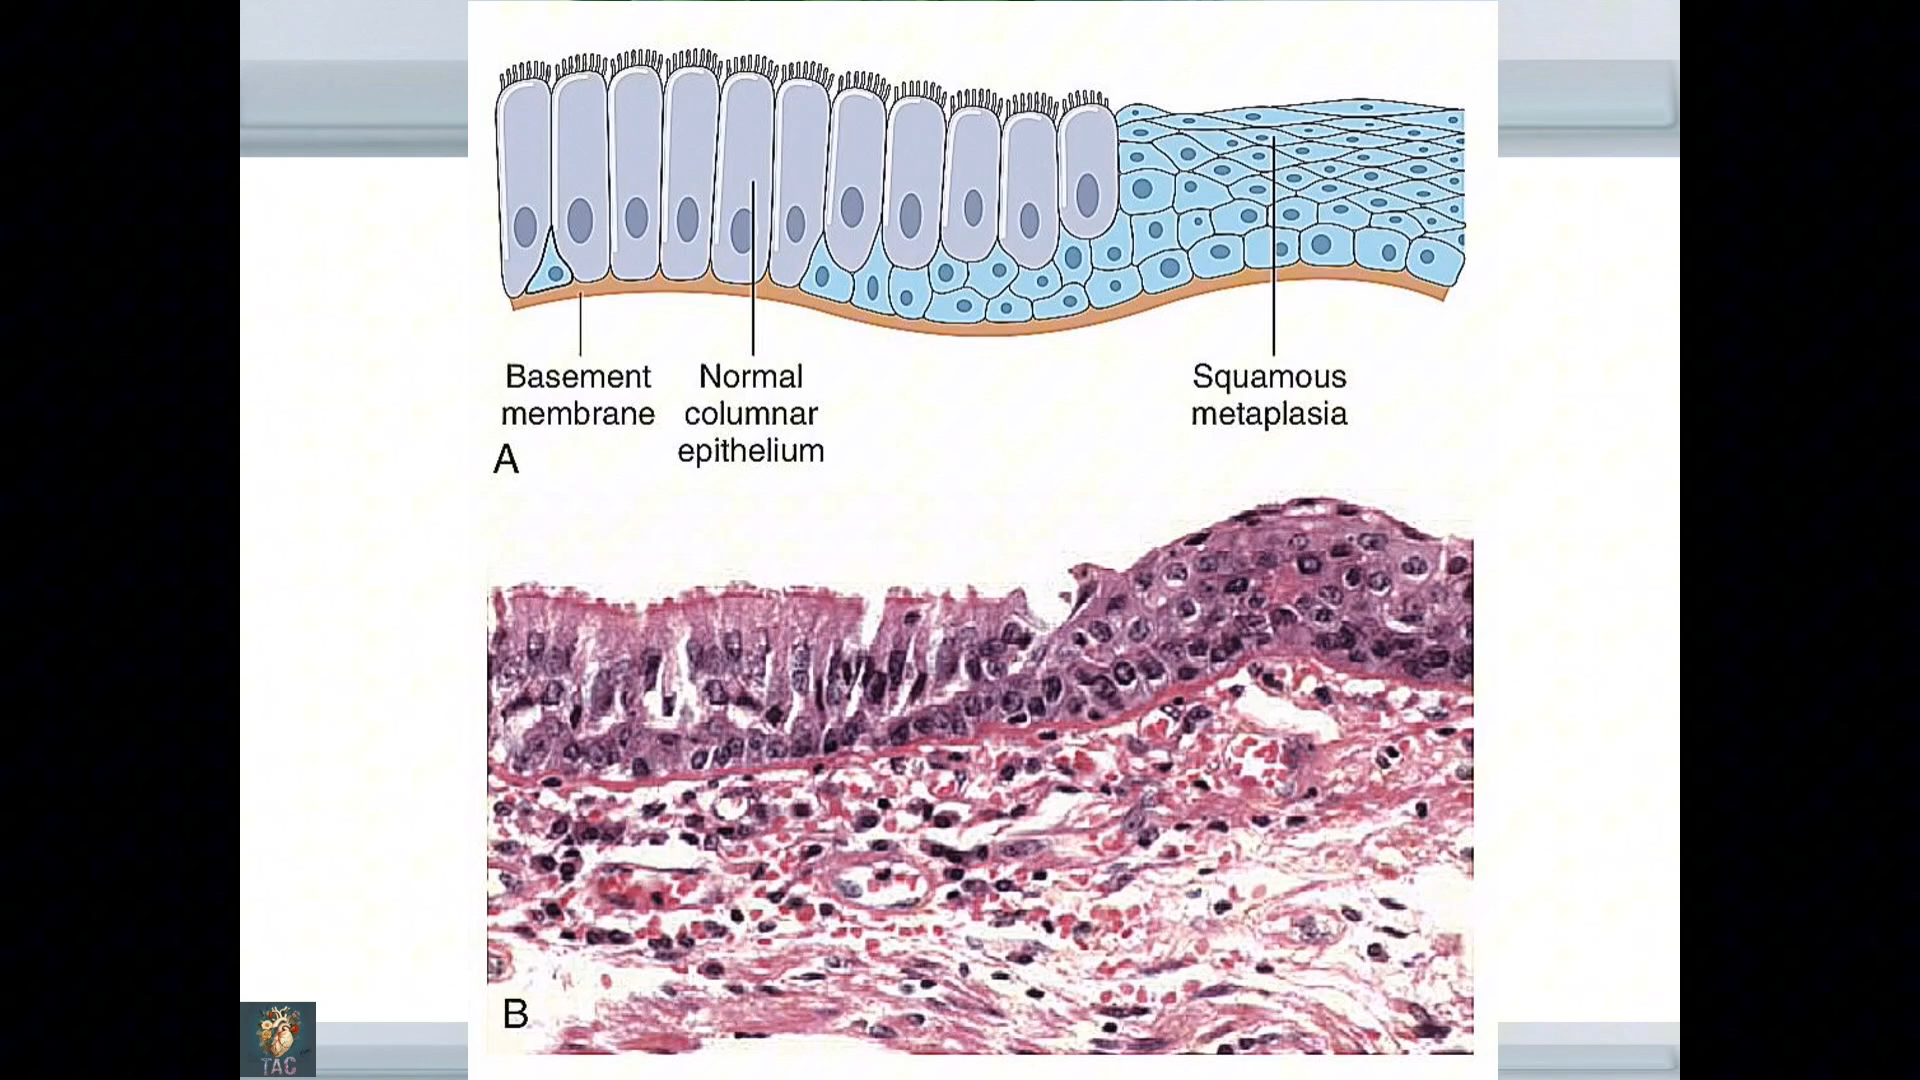 Basement
membrane
Normal
columnar
epithelium
Squamous
metaplasia
A
B
TAC